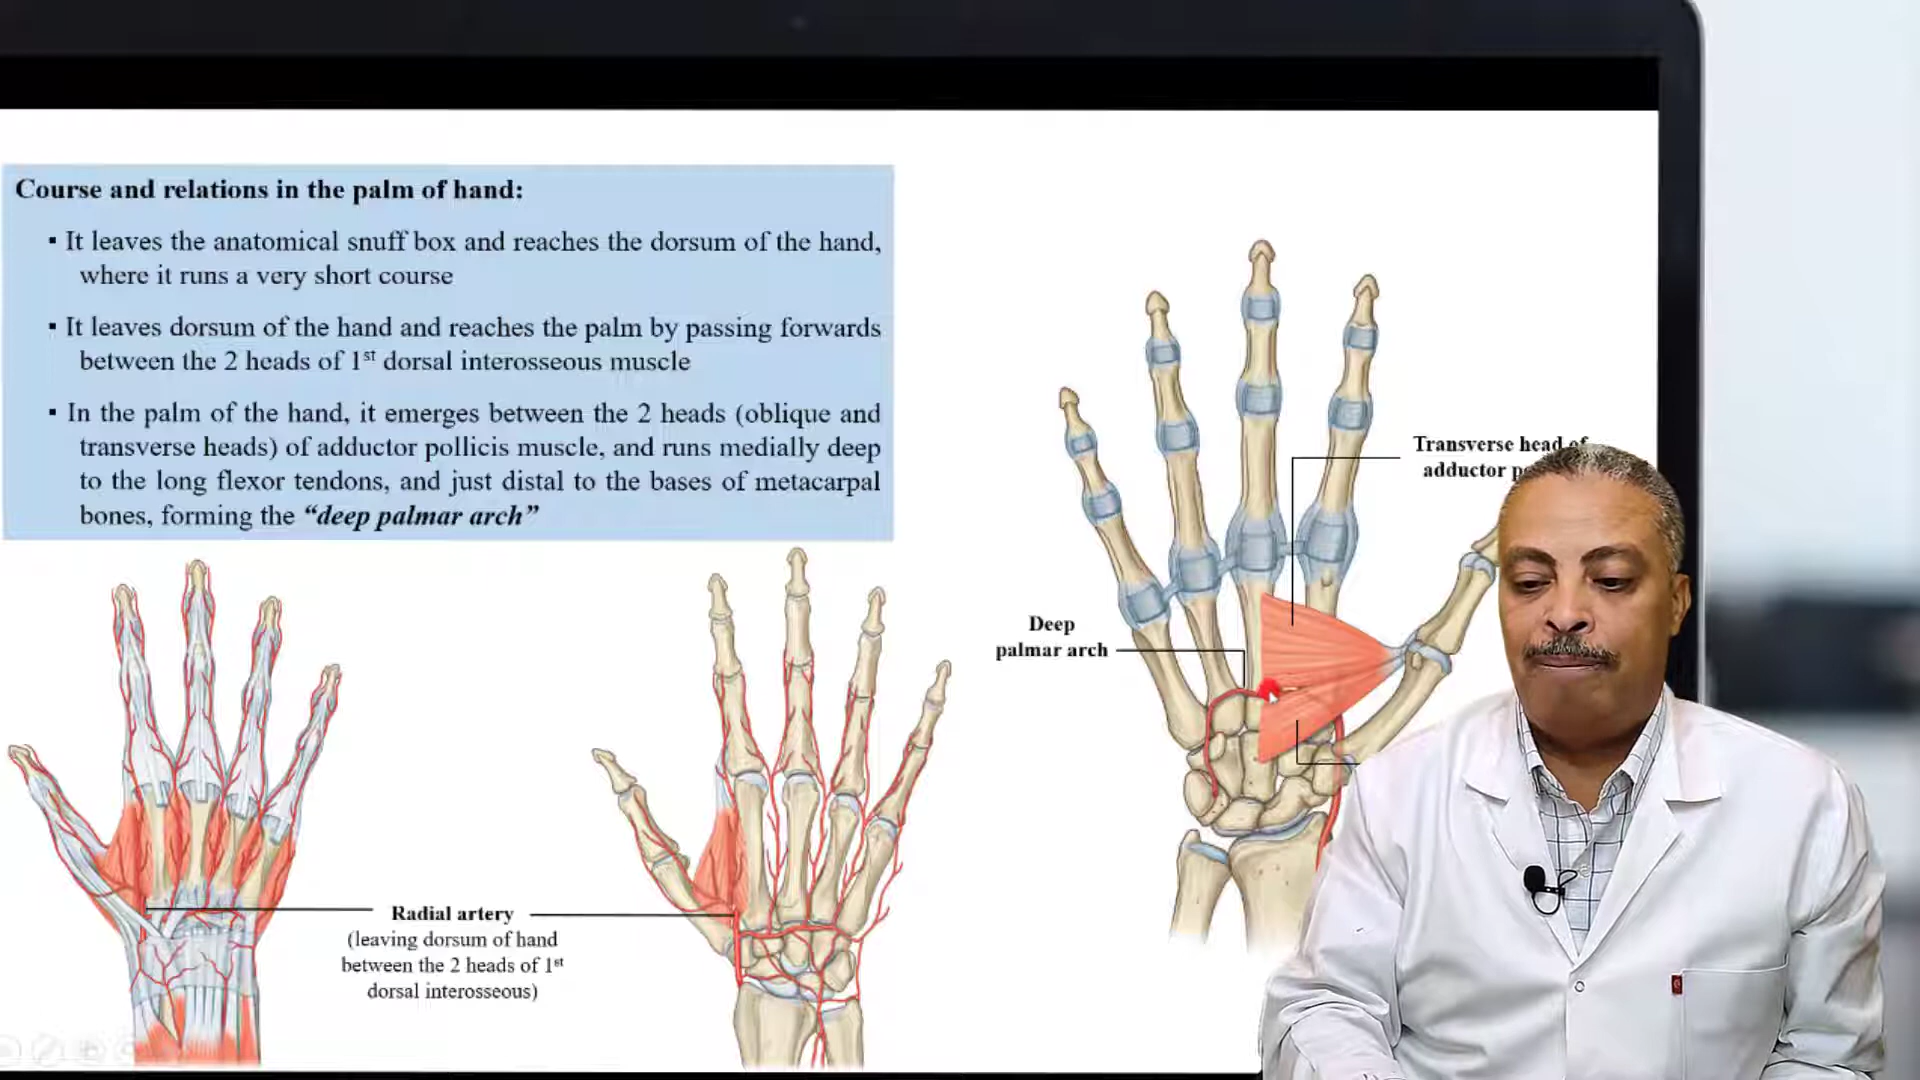 Course and relations in the palm of hand:
▪ It leaves the anatomical snuff box and reaches the dorsum of the hand,
where it runs a very short course
▪ It leaves dorsum of the hand and reaches the palm by passing forwards
between the 2 heads of 1st dorsal interosseous muscle
▪ In the palm of the hand, it emerges between the 2 heads (oblique and
transverse heads) of adductor pollicis muscle, and runs medially deep
to the long flexor tendons, and just distal to the bases of metacarpal
bones, forming the “deep palmar arch”
Transverse head of
adductor
Deep
palmar arch
Radial artery
(leaving dorsum of hand
between the 2 heads of 1st
dorsal interosseous)